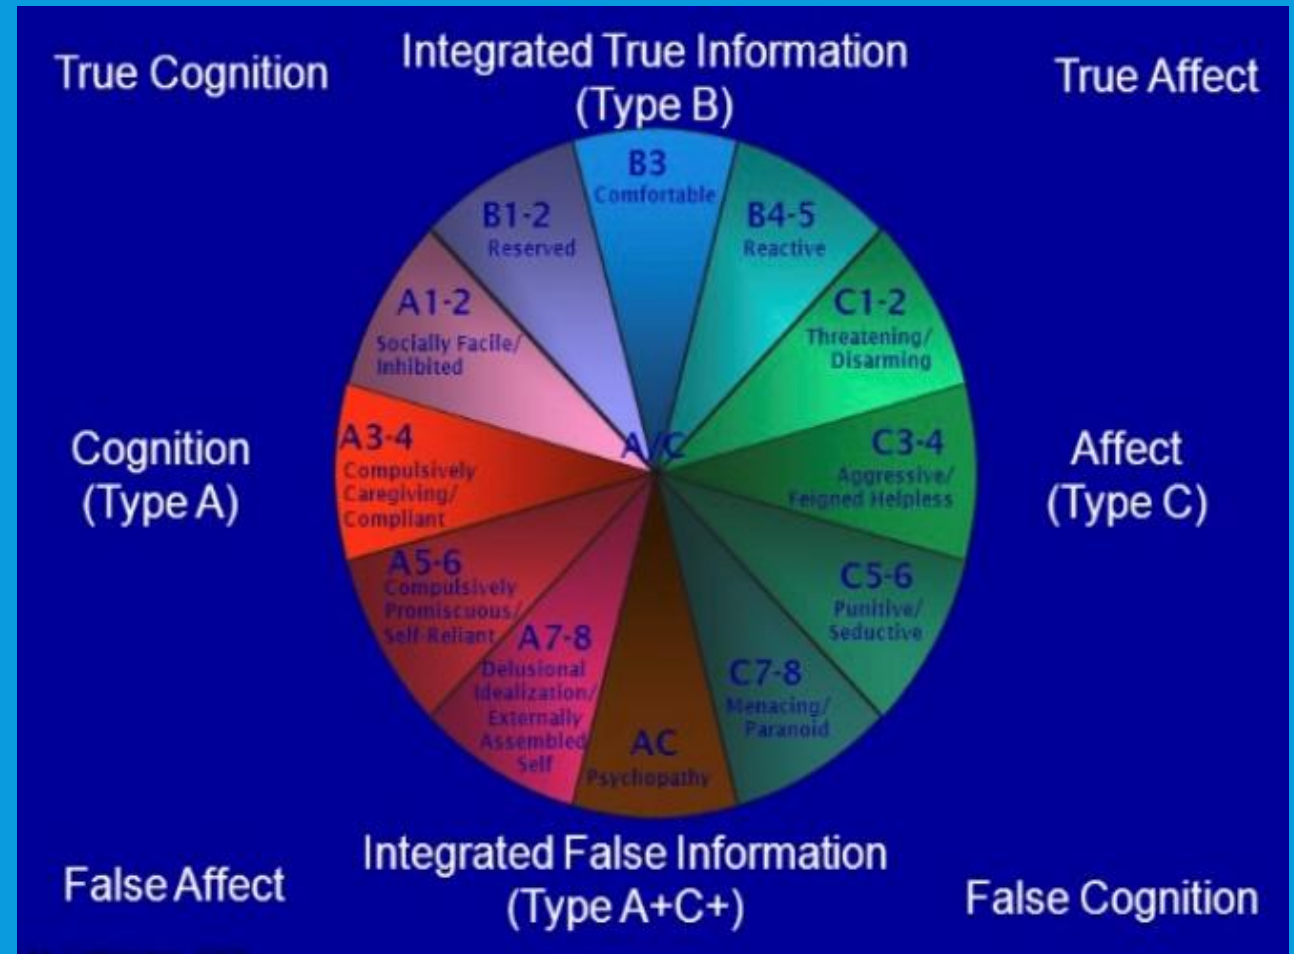 True Cognition
Integrated True Information
(Type B)
True Affect
B3
Comfortable
B1-2
Reserved
B4-5
Reactive
A1-2
Socially Facile/
Inhibited
C1-2
Threatening/
Disarming
Cognition
(Type A)
A3-4
Compulsively
Caregiving/
Compliant
A/C
C3-4
Aggressive/
Feigned Helpless
Affect
(Type C)
A5-6
Compulsively
Promiscuous/
Self-Reliant
C5-6
Punitive/
Seductive
A7-8
Delusional
Idealization/
Externally
Assembled
Self
C7-8
Menacing/
Paranoid
AC
Psychopathy
False Affect
Integrated False Information
(Type A+C+)
False Cognition